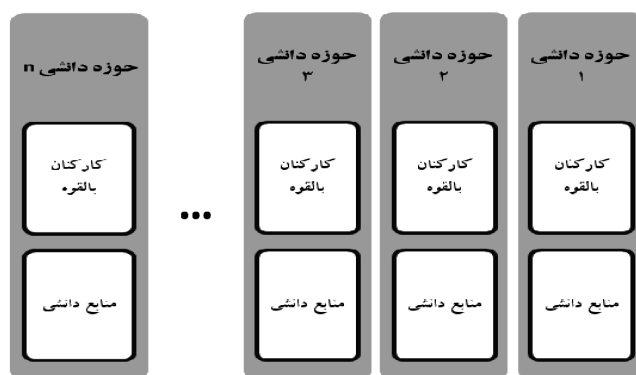 حوزه دانشی
۱
حوزه دانشی
۲
حوزه دانشی
۳
...
حوزه دانشی n
کارکنان
بالقوه
کارکنان
بالقوه
کارکنان
بالقوه
کارکنان
بالقوه
منابع دانشی
منابع دانشی
منابع دانشی
منابع دانشی